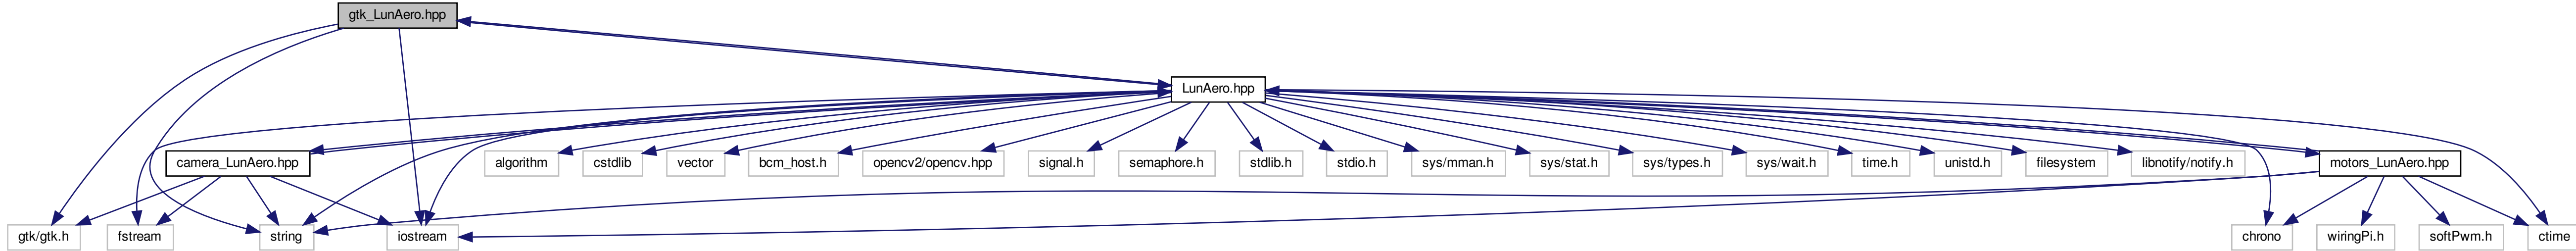 gtk_LunAero.hpp
LunAero.hpp
camera_LunAero.hpp
algorithm
cstdlib
vector
bcm_host.h
opencv2/opencv.hpp
signal.h
semaphore.h
stdlib.h
stdio.h
sys/mman.h
sys/stat.h
sys/types.h
sys/wait.h
time.h
unistd.h
filesystem
libnotify/notify.h
motors_LunAero.hpp
gtk/gtk.h
fstream
string
iostream
chrono
wiringPi.h
softPwm.h
ctime